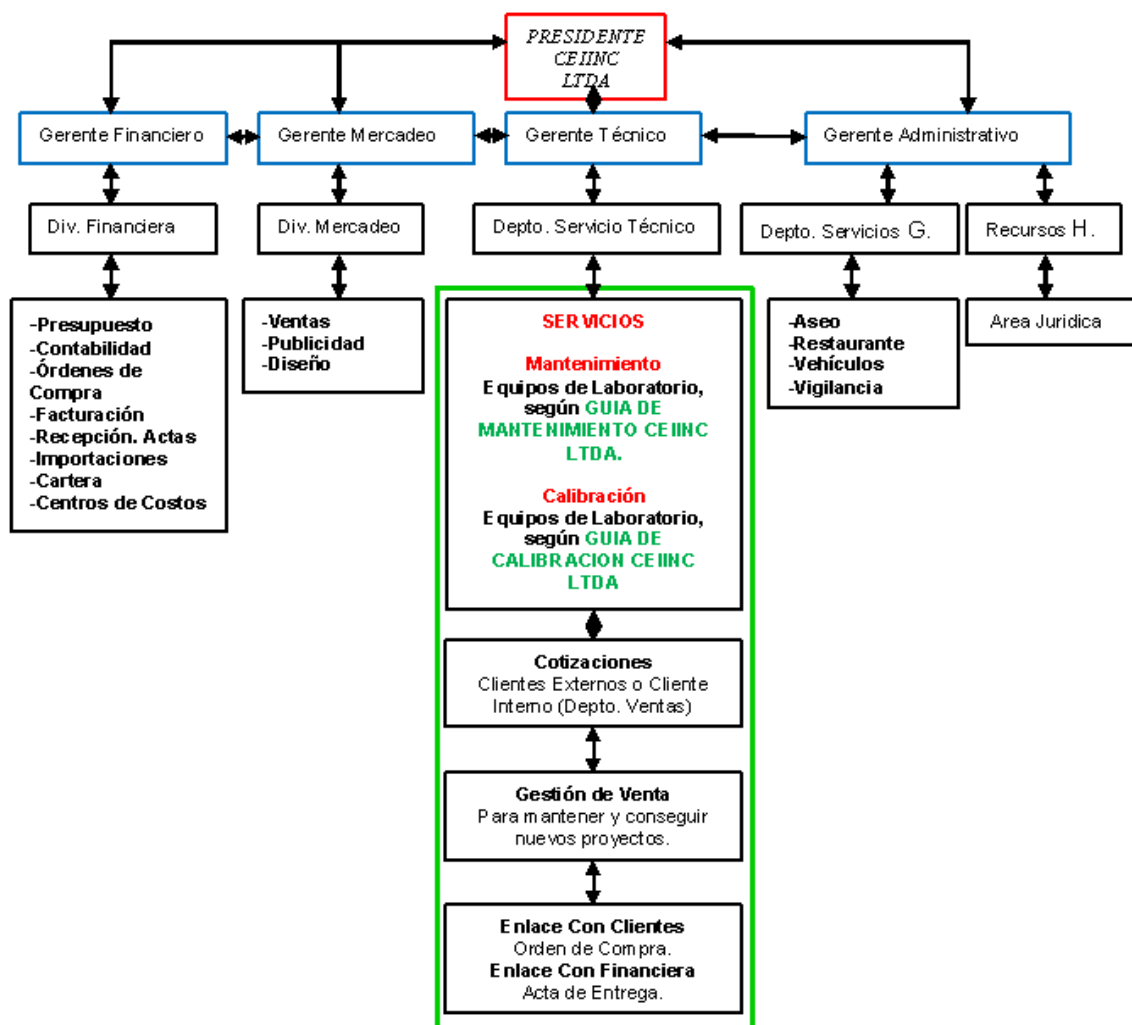 PRESIDENTE
CEIINC
LTDA
Gerente Financiero
Gerente Mercadeo
Gerente Técnico
Gerente Administrativo
Div. Financiera
Div. Mercadeo
Depto. Servicio Técnico
Depto. Servicios G.
Recursos H.
-Presupuesto
-Contabilidad
-Órdenes de
Compra
-Facturación
-Recepción. Actas
-Importaciones
-Cartera
-Centros de Costos
-Ventas
-Publicidad
-Diseño
SERVICIOS
Mantenimiento
Equipos de Laboratorio,
según GUIA DE
MANTENIMIENTO CEIINC
LTDA.
Calibración
Equipos de Laboratorio,
según GUIA DE
CALIBRACION CEIINC
LTDA
-Aseo
-Restaurante
-Vehículos
-Vigilancia
Area Juridica
Cotizaciones
Clientes Externos o Cliente
Interno (Depto. Ventas)
Gestión de Venta
Para mantener y conseguir
nuevos proyectos.
Enlace Con Clientes
Orden de Compra.
Enlace Con Financiera
Acta de Entrega.